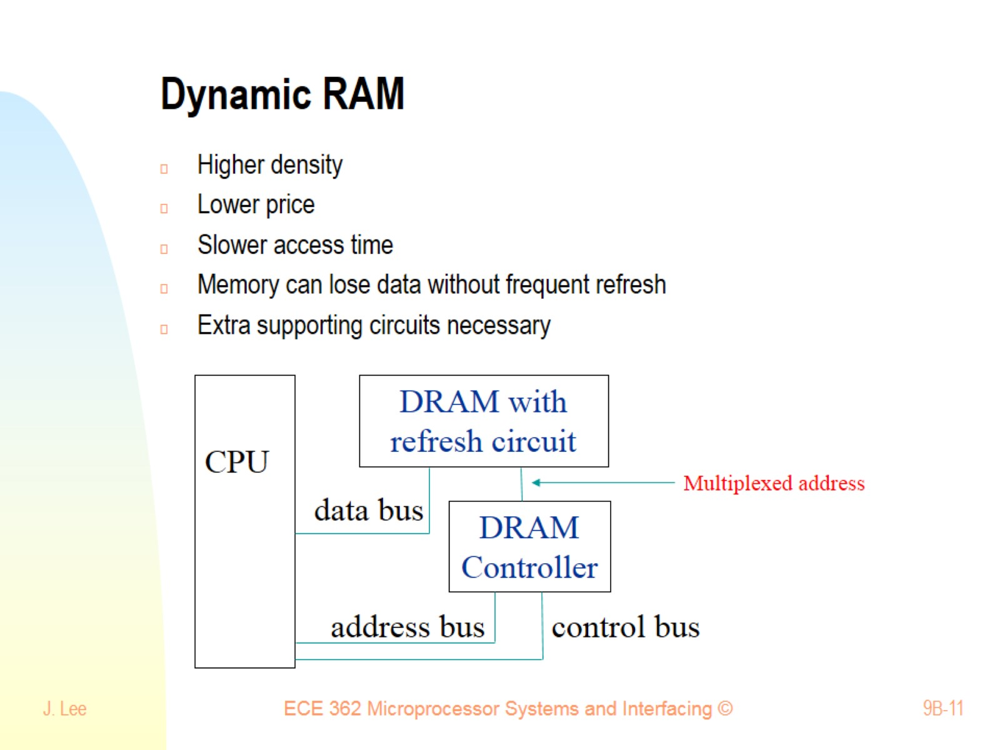 Dynamic RAM
Higher density
Lower price
Slower access time
Memory can lose data without frequent refresh
Extra supporting circuits necessary
DRAM with
refresh circuit
CPU
Multiplexed address
data bus
DRAM
Controller
address bus
control bus
J. Lee
ECE 362 Microprocessor Systems and Interfacing ©
9B-11